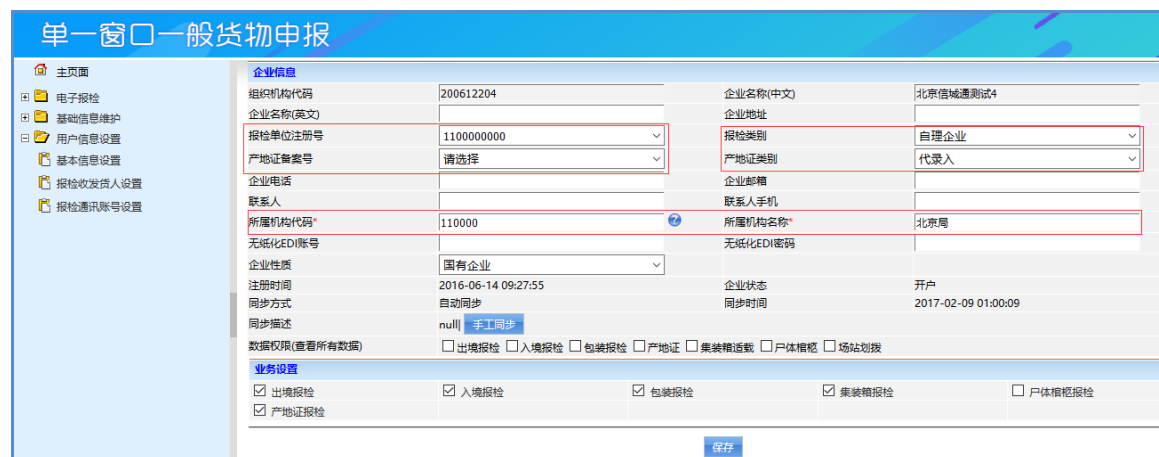 单一窗口一般货物申报
主页面
电子报检
基础信息维护
用户信息设置
基本信息设置
报检收发货人设置
报检通讯账号设置
企业信息
组织机构代码 200612204 企业名称(中文) 北京信城通测试4
企业名称(英文) 企业地址
报检单位注册号 1100000000 报检类别 自理企业
产地证备案号 请选择 产地证类别 代录入
企业电话 企业邮箱
联系人 联系人手机
所属机构代码* 110000 所属机构名称* 北京局
无纸化EDI账号 无纸化EDI密码
企业性质 国有企业
注册时间 2016-06-14 09:27:55 企业状态 开户
同步方式 自动同步 同步时间 2017-02-09 01:00:09
同步描述 null| 手工同步
数据权限(查看所有数据) 出境报检 入境报检 包装报检 产地证 集装箱适载 尸体棺柩 场站划拨
业务设置
出境报检 入境报检 包装报检 集装箱报检 尸体棺柩报检
产地证报检
保存